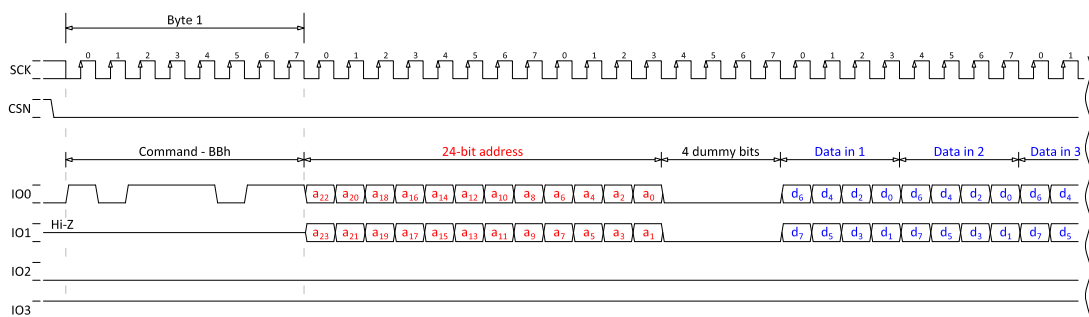 Byte 1
SCK 0 1 2 3 4 5 6 7 0 1 2 3 4 5 6 7 0 1 2 3 4 5 6 7 0 1 2 3 4 5 6 7 0 1
CSN
Command - BBh 24-bit address 4 dummy bits Data in 1 Data in 2 Data in 3
IO0 a22 a20 a18 a16 a14 a12 a10 a8 a6 a4 a2 a0 d6 d4 d2 d0 d6 d4 d2 d0 d6 d4
Hi-Z
IO1 a23 a21 a19 a17 a15 a13 a11 a9 a7 a5 a3 a1 d7 d5 d3 d1 d7 d5 d3 d1 d7 d5
IO2
IO3